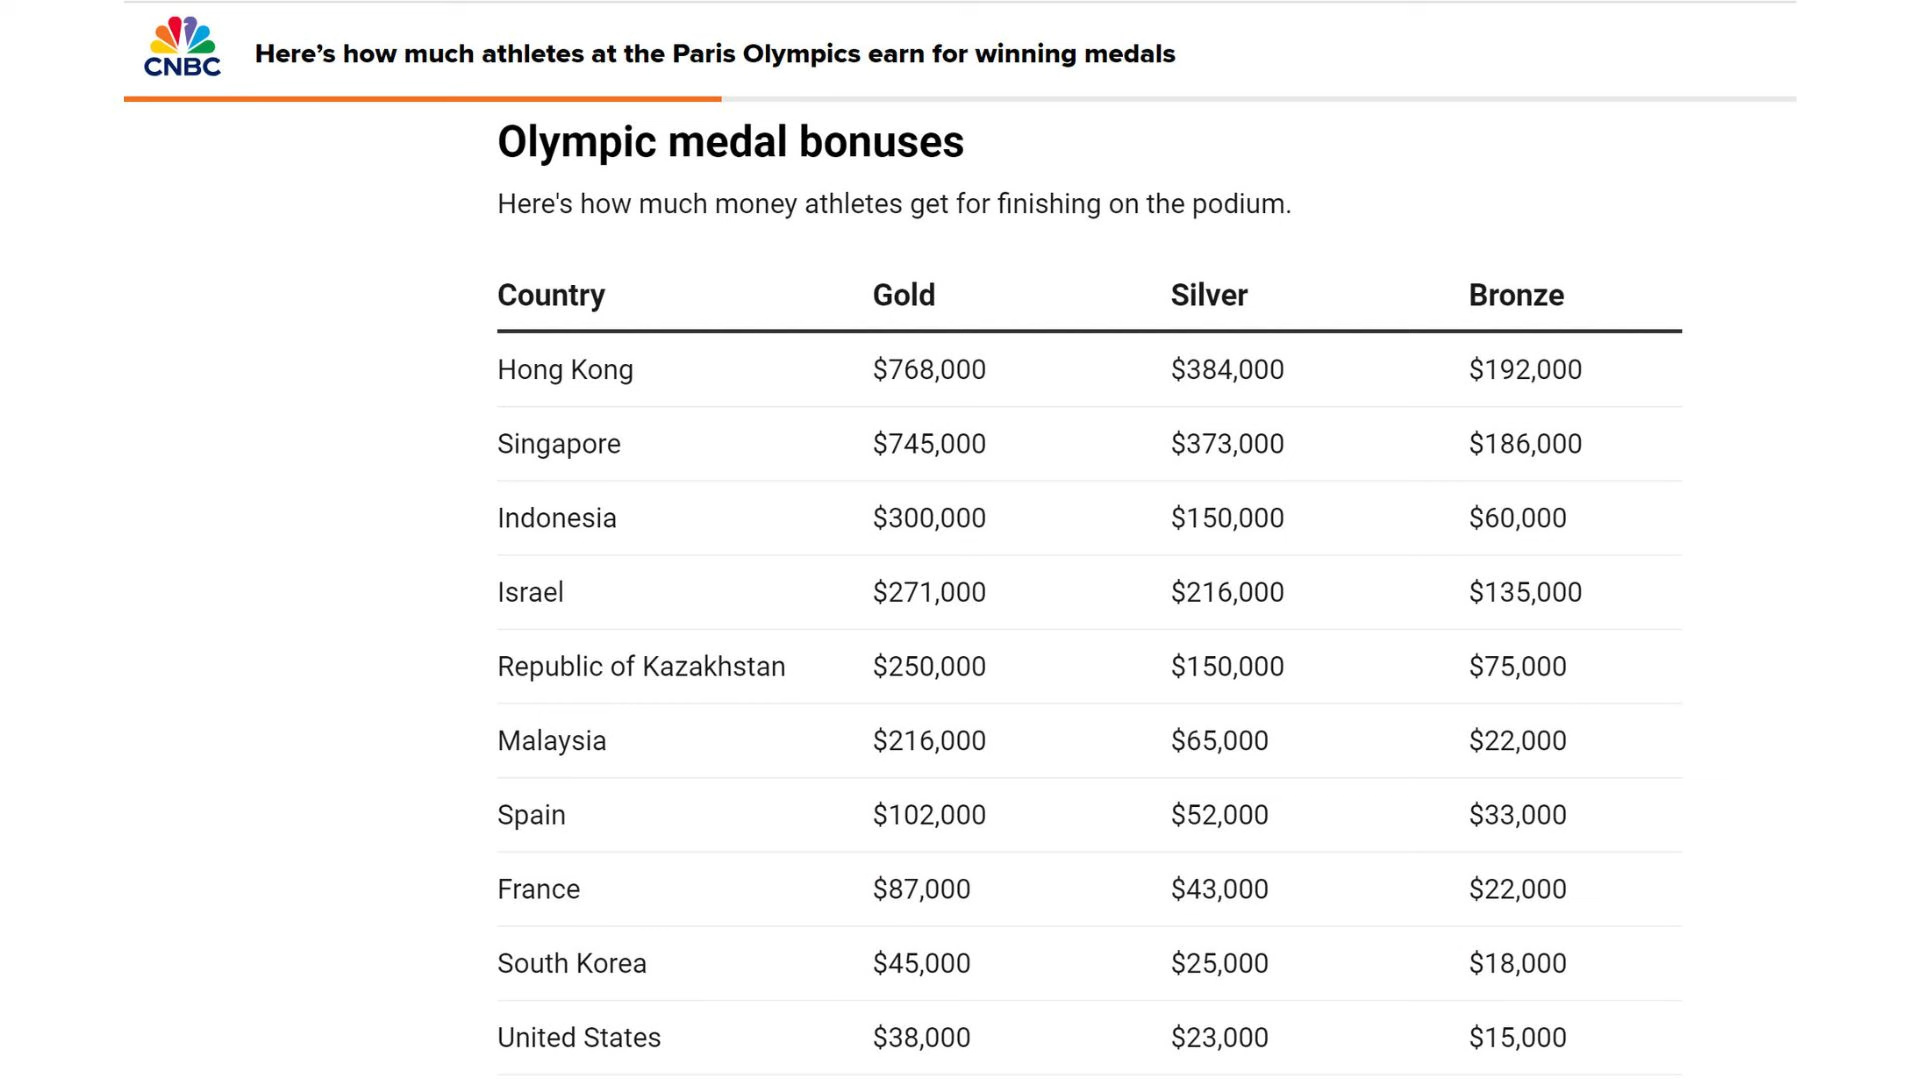 CNBC
Here’s how much athletes at the Paris Olympics earn for winning medals
Olympic medal bonuses
Here's how much money athletes get for finishing on the podium.
Country Gold Silver Bronze
Hong Kong $768,000 $384,000 $192,000
Singapore $745,000 $373,000 $186,000
Indonesia $300,000 $150,000 $60,000
Israel $271,000 $216,000 $135,000
Republic of Kazakhstan $250,000 $150,000 $75,000
Malaysia $216,000 $65,000 $22,000
Spain $102,000 $52,000 $33,000
France $87,000 $43,000 $22,000
South Korea $45,000 $25,000 $18,000
United States $38,000 $23,000 $15,000